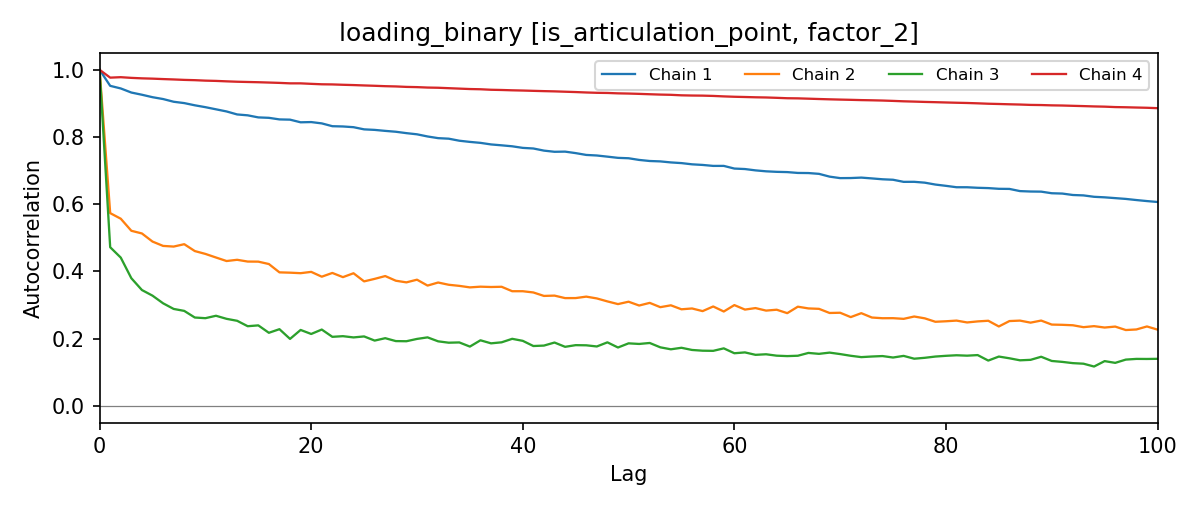 loading_binary [is_articulation_point, factor_2]
Chain 1 Chain 2 Chain 3 Chain 4
Autocorrelation
1.0
0.8
0.6
0.4
0.2
0.0
0 20 40 60 80 100
Lag